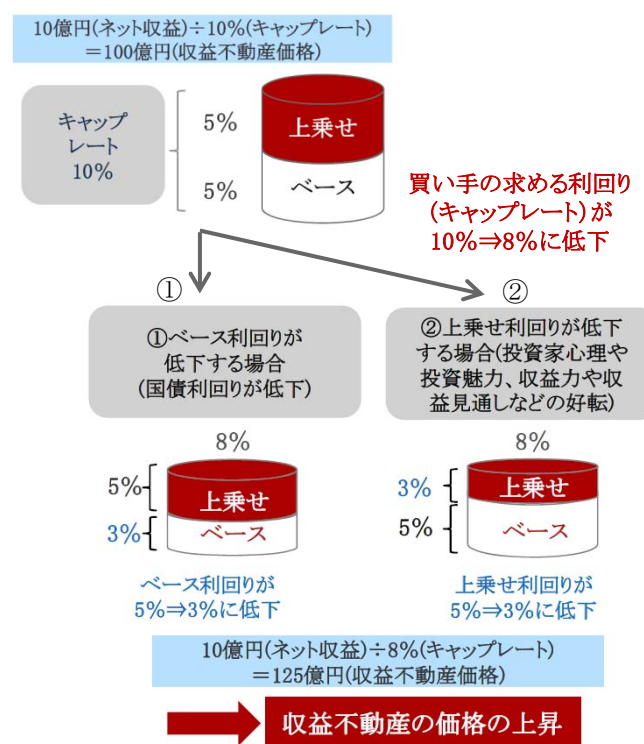 10億円(ネット収益)÷10%(キャップレート)
＝100億円(収益不動産価格)
キャップ
レート
10%
5%
5%
上乗せ
ベース
買い手の求める利回り
(キャップレート)が
10%⇒8%に低下
①
②
①ベース利回りが
低下する場合
(国債利回りが低下)
②上乗せ利回りが低下
する場合(投資家心理や
投資魅力、収益力や収
益見通しなどの好転)
8%
5%
3%
上乗せ
ベース
8%
3%
5%
上乗せ
ベース
ベース利回りが
5%⇒3%に低下
上乗せ利回りが
5%⇒3%に低下
10億円(ネット収益)÷8%(キャップレート)
＝125億円(収益不動産価格)
収益不動産の価格の上昇